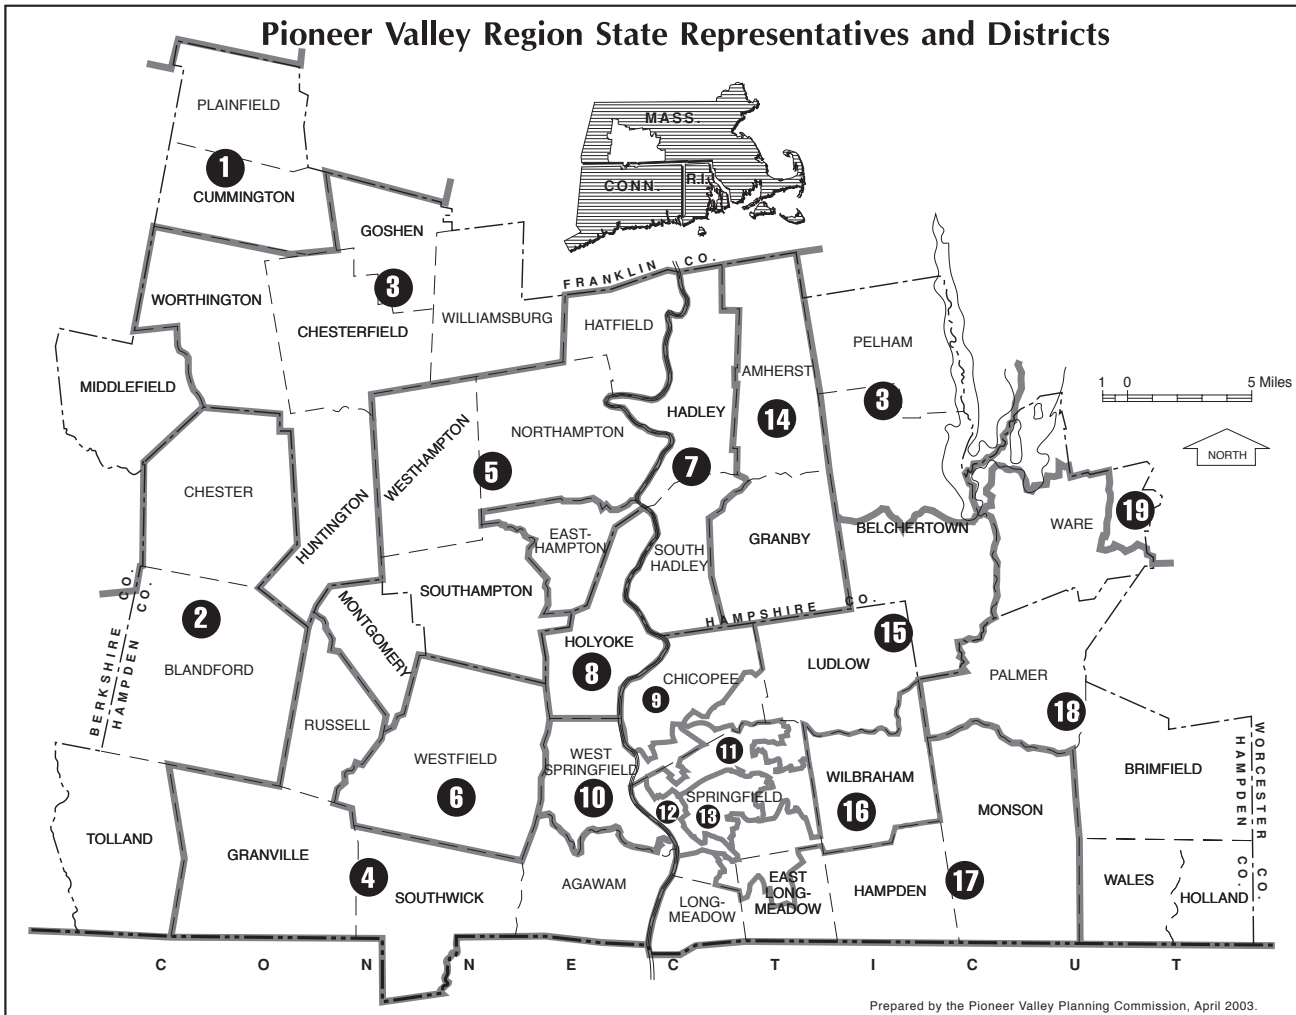 Pioneer Valley Region State Representatives and Districts
PLAINFIELD
MASS.
1
CUMMINGTON
CONN.
R.I.
GOSHEN
FRANKLIN CO.
WORTHINGTON
3
CHESTERFIELD
WILLIAMSBURG
HATFIELD
PELHAM
MIDDLEFIELD
AMHERST
1 0 5 Miles
3
HADLEY
14
NORTH
WESTHAMPTON
NORTHAMPTON
5
7
CHESTER
HUNTINGTON
19
BELCHERTOWN
WARE
EAST-
HAMPTON
SOUTH
HADLEY
GRANBY
BERKSHIRE CO.
HAMPDEN CO.
SOUTHAMPTON
MONTGOMERY
HAMPSHIRE CO.
2
BLANDFORD
HOLYOKE
8
15
LUDLOW
CHICOPEE
9
PALMER
18
RUSSELL
WESTFIELD
6
WEST
SPRINGFIELD
10
11
WILBRAHAM
16
BRIMFIELD
HAMPDEN CO.
WORCESTER CO.
SPRINGFIELD
12
13
MONSON
TOLLAND
GRANVILLE
4
SOUTHWICK
AGAWAM
LONG-
MEADOW
EAST
LONG-
MEADOW
HAMPDEN
17
WALES
HOLLAND
CONNECTICUT
Prepared by the Pioneer Valley Planning Commission, April 2003.